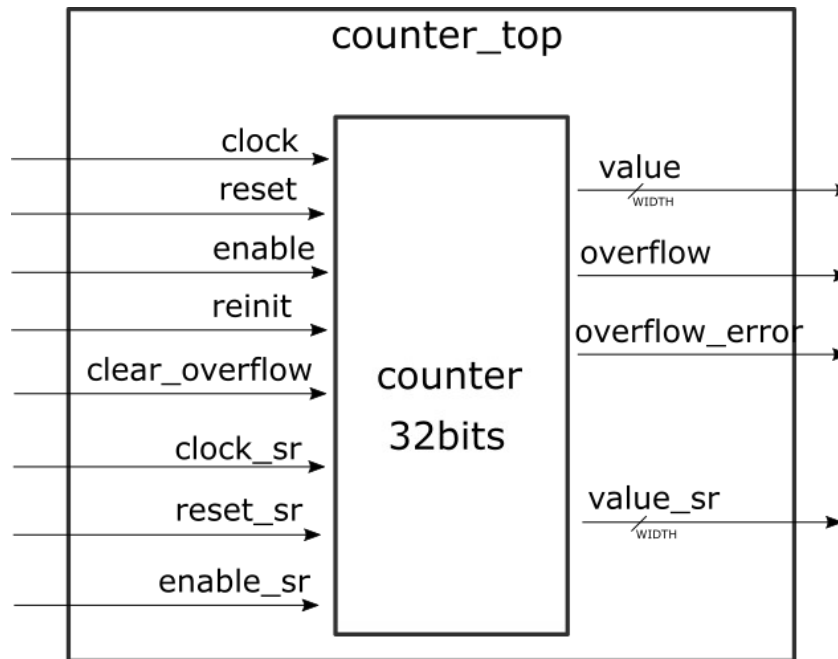 counter_top
clock
reset
enable
reinit
clear_overflow
clock_sr
reset_sr
enable_sr
counter
32bits
value
WIDTH
overflow
overflow_error
value_sr
WIDTH